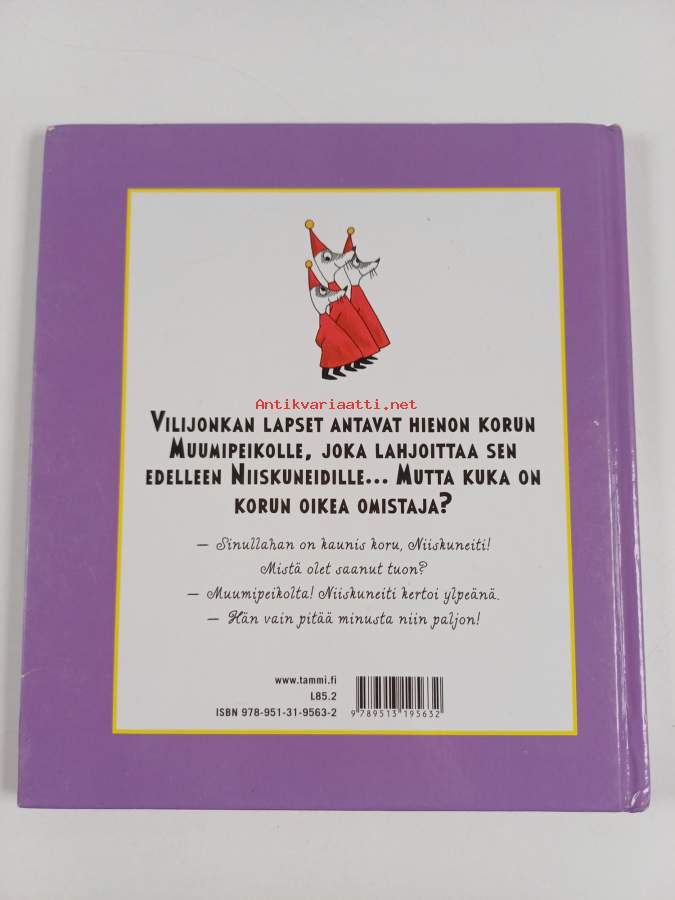 Antikvariaatti.net
VILIJONKAN LAPSET ANTAVAT HIENON KORUN
MUUMIPEIKOLLE, JOKA LAHJOITTAA SEN
EDELLEEN NIISKUNEIDILLE... MUTTA KUKA ON
KORUN OIKEA OMISTAJA?
– Sinullahan on kaunis koru, Niiskuneiti!
Mistä olet saanut tuon?
– Muumipeikolta! Niiskuneiti kertoi ylpeänä.
– Hän vain pitää minusta niin paljon!
www.tammi.fi
L85.2
ISBN 978-951-31-9563-2
9 789513 195632